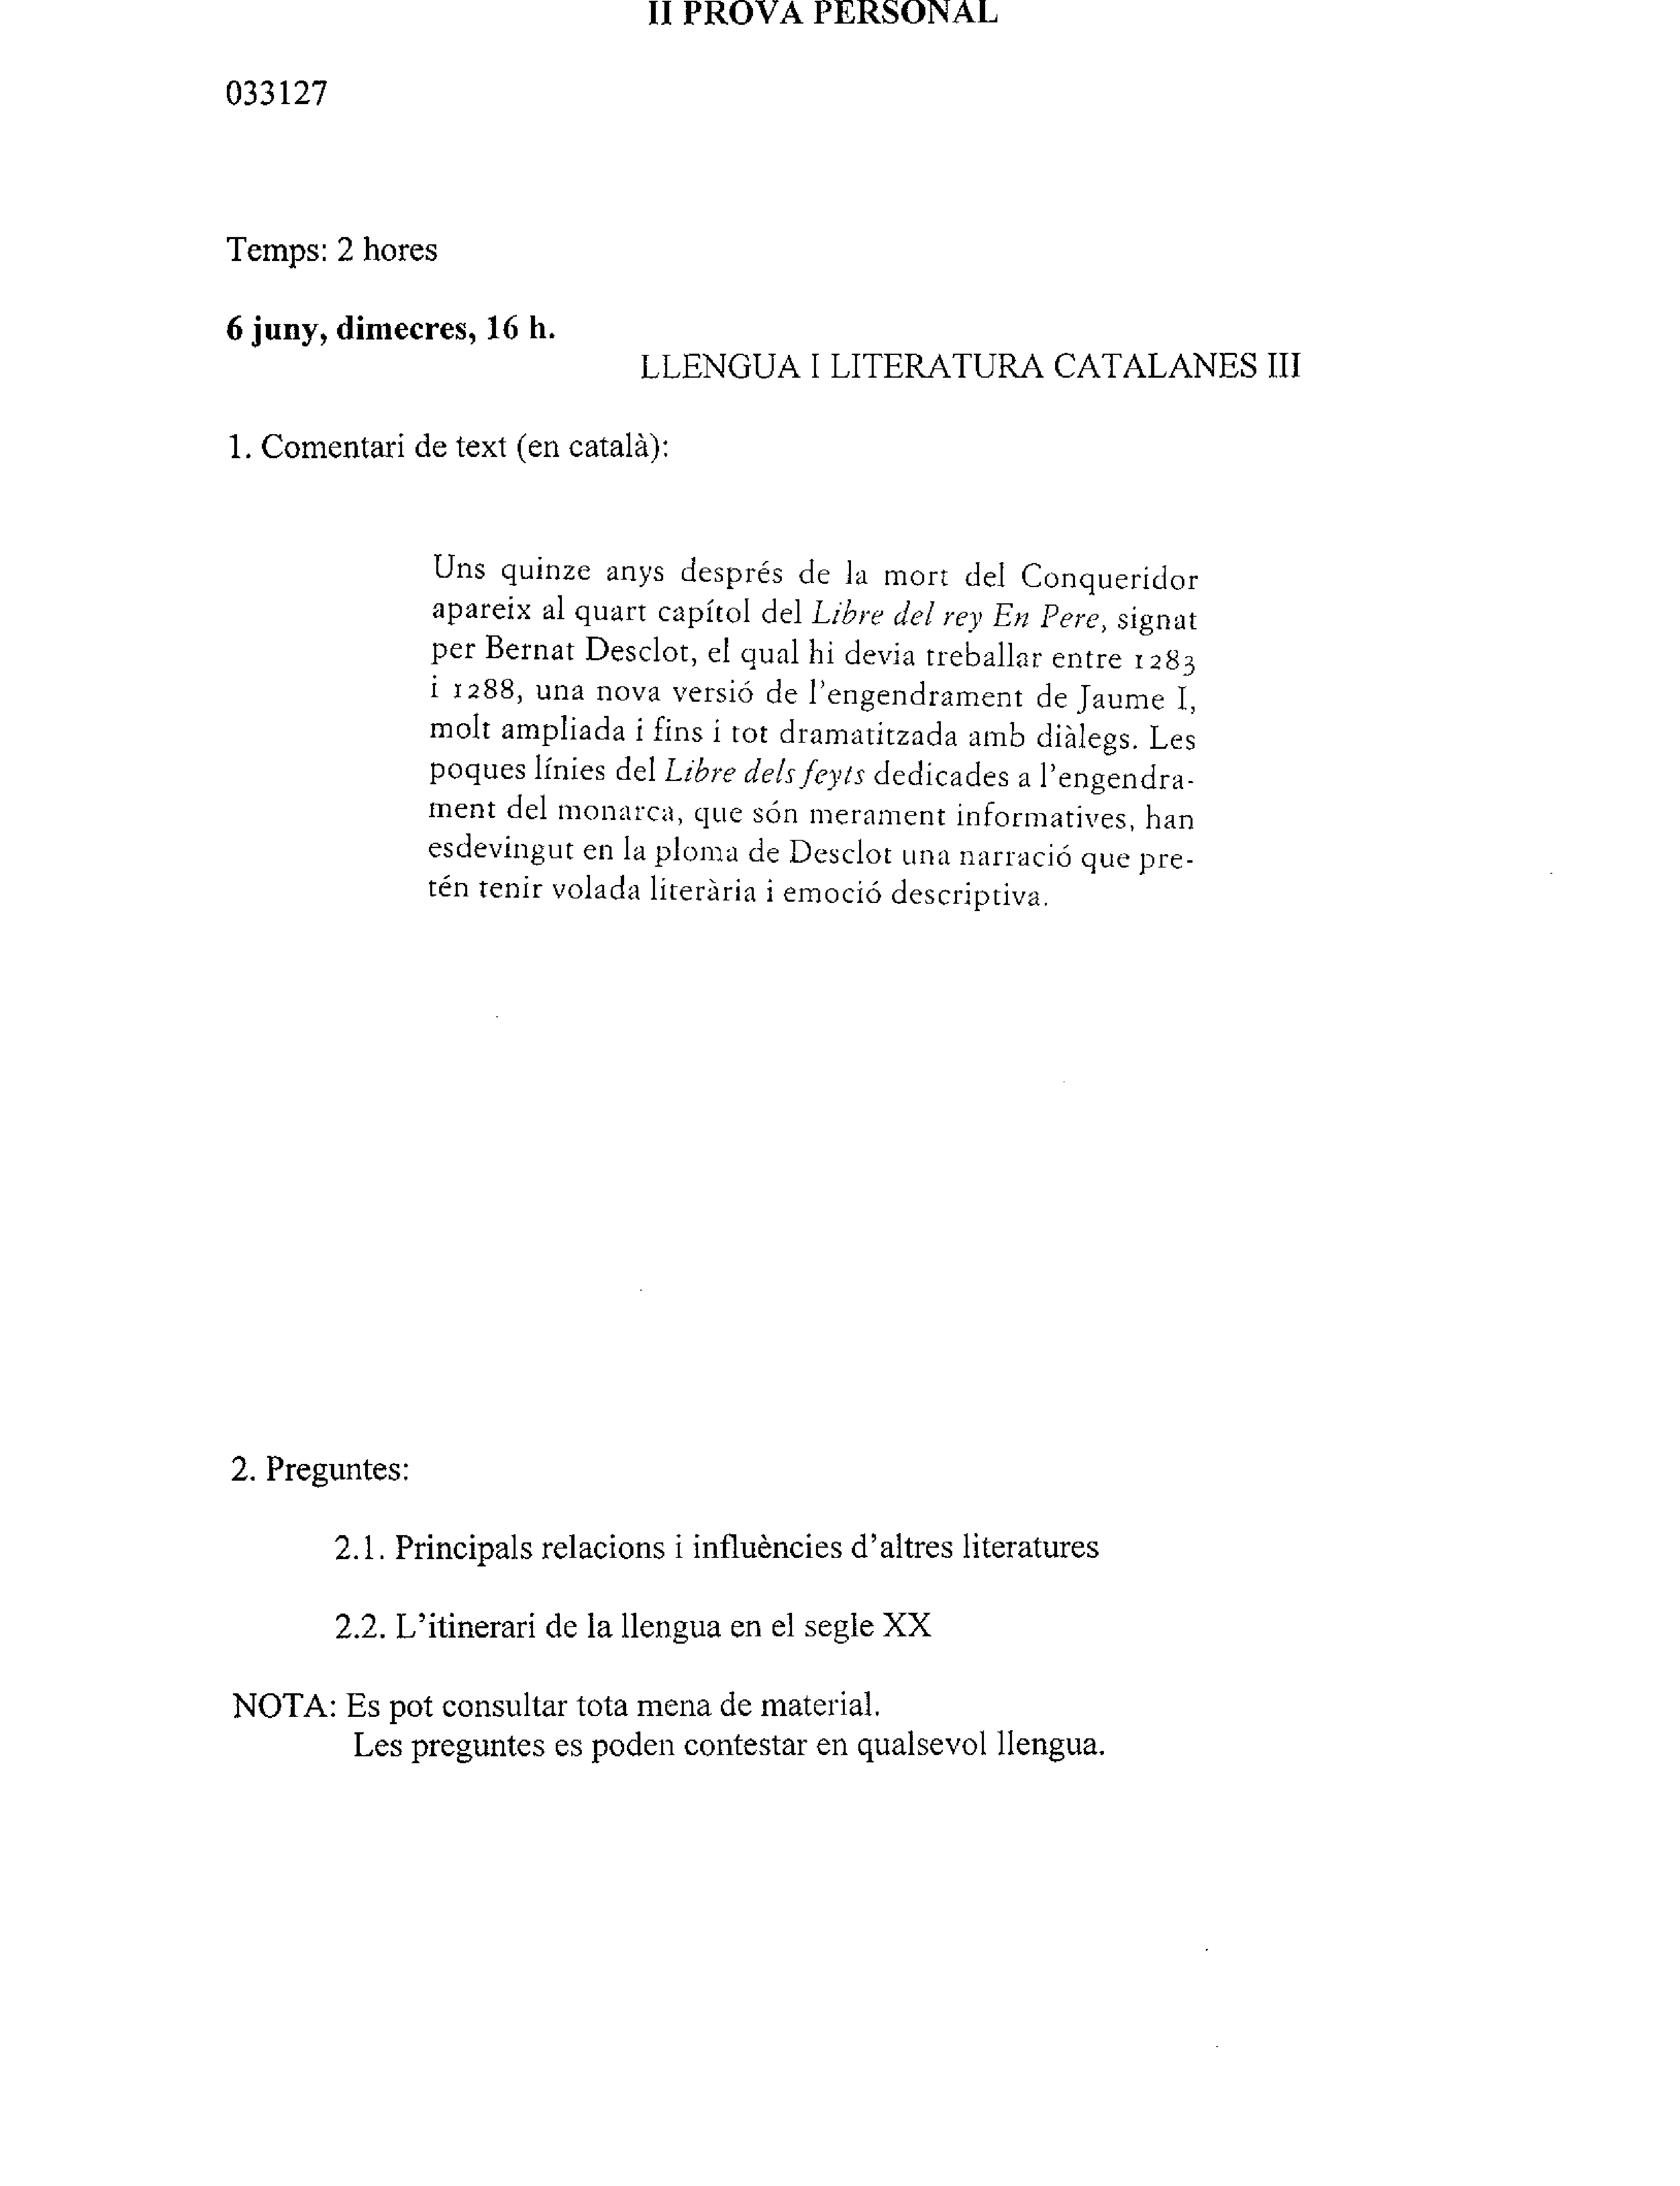 II PROVA PERSONAL
033127
Temps: 2 hores
6 juny, dimecres, 16 h.
LLENGUA I LITERATURA CATALANES III
1. Comentari de text (en català):
Uns quinze anys després de la mort del Conqueridor
apareix al quart capítol del Libre del rey En Pere, signat
per Bernat Desclot, el qual hi devia treballar entre 1283
i 1288, una nova versió de l'engendrament de Jaume I,
molt ampliada i fins i tot dramatitzada amb diàlegs. Les
poques línies del Libre dels feyts dedicades a l'engendra-
ment del monarca, que són merament informatives, han
esdevingut en la ploma de Desclot una narració que pre-
tén tenir volada literària i emoció descriptiva.
2. Preguntes:
2.1. Principals relacions i influències d'altres literatures
2.2. L'itinerari de la llengua en el segle XX
NOTA: Es pot consultar tota mena de material.
Les preguntes es poden contestar en qualsevol llengua.